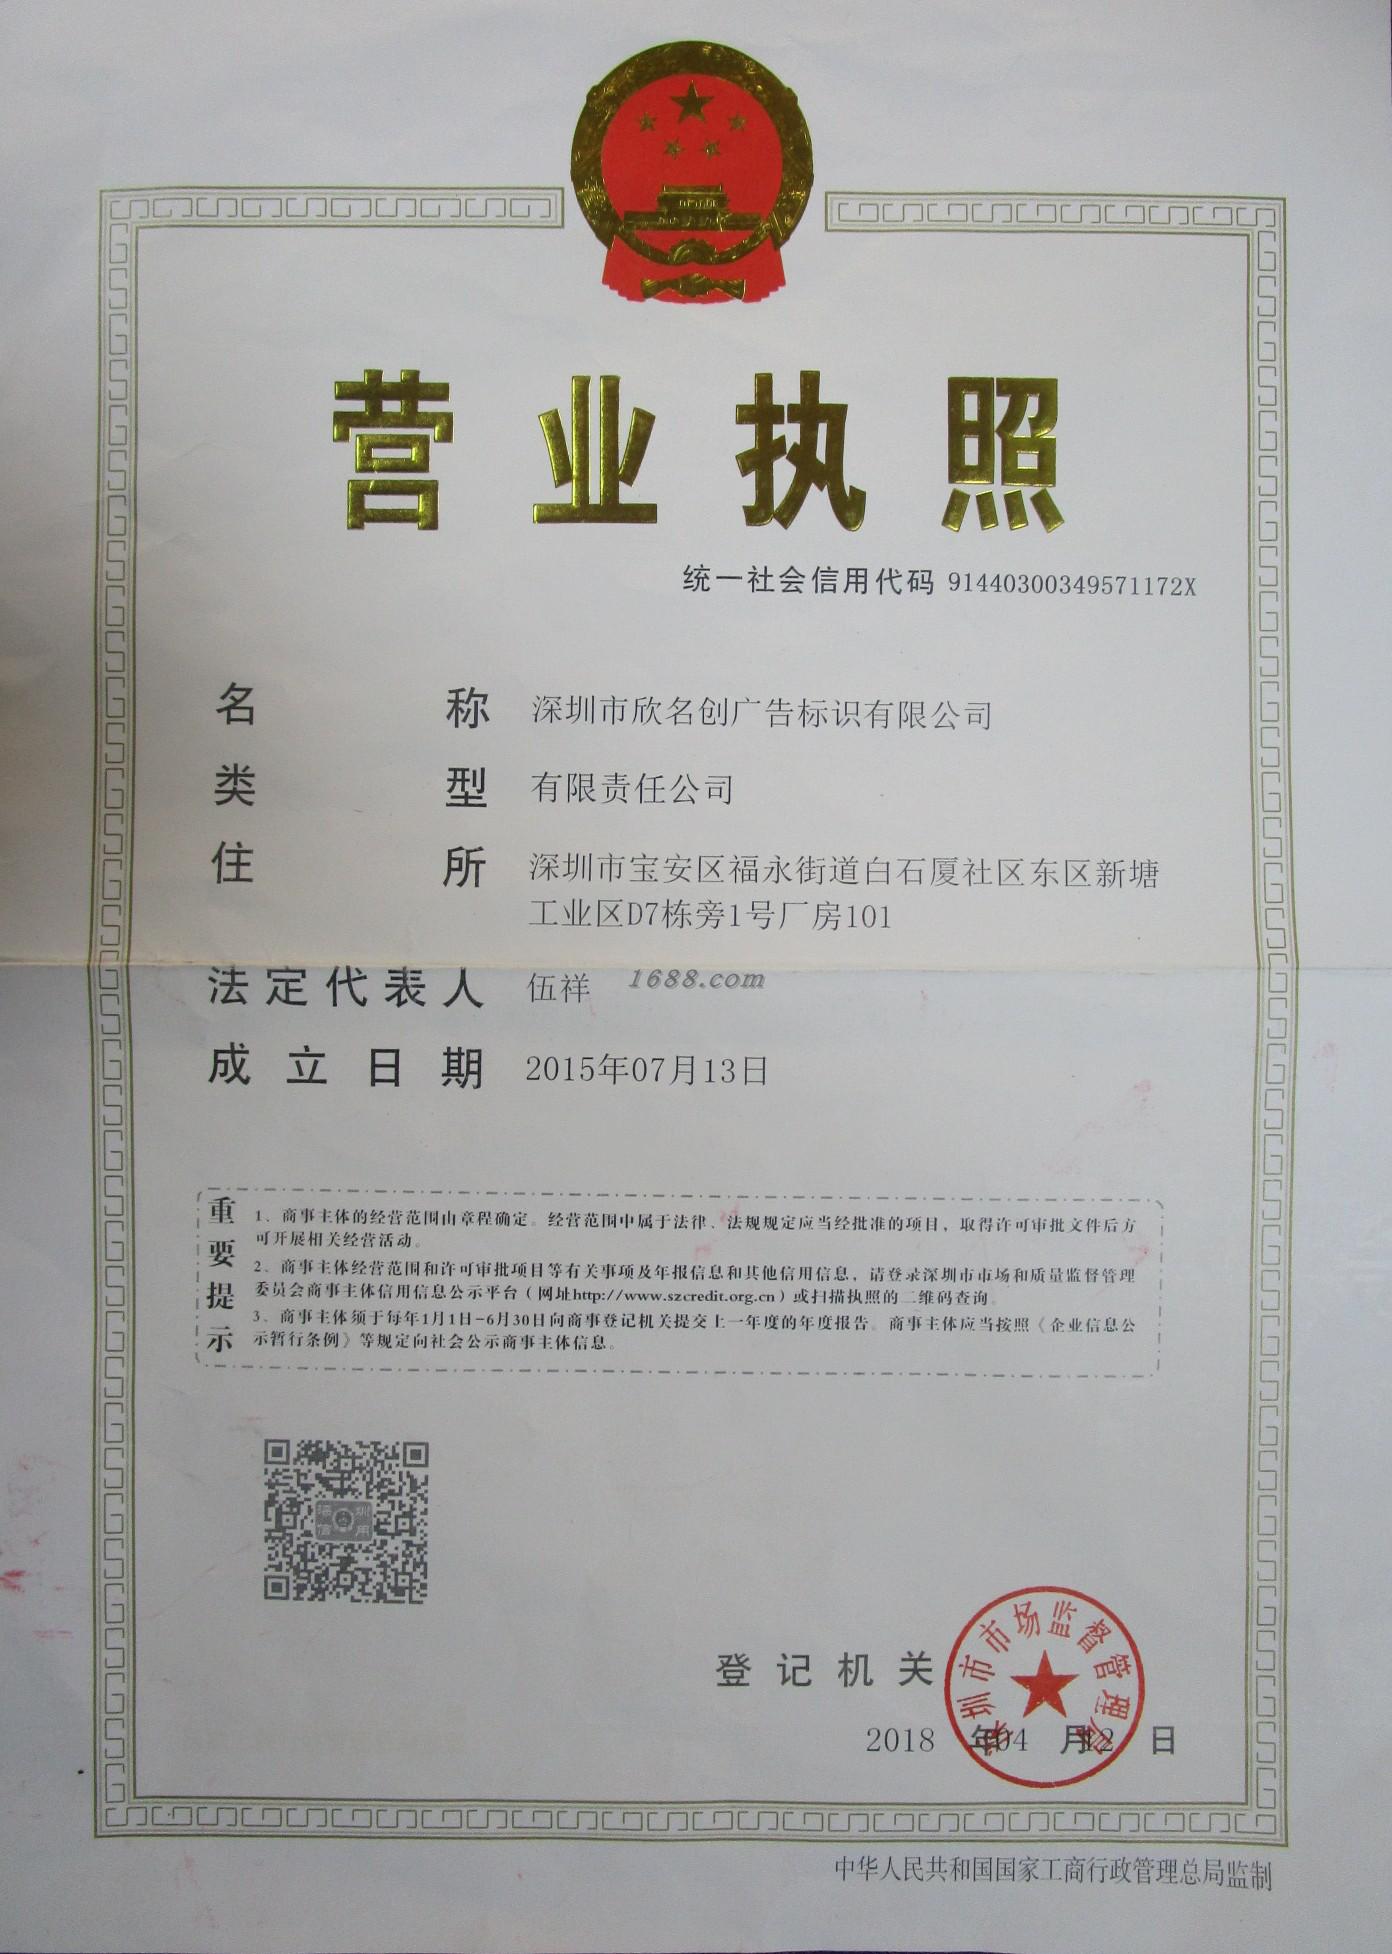 营业执照
统一社会信用代码 91440300349571172X
名称 深圳市欣名创广告标识有限公司
类型 有限责任公司
住所 深圳市宝安区福永街道白石厦社区东区新塘
工业区D7栋旁1号厂房101
法定代表人 伍祥
1688.com
成立日期 2015年07月13日
重要提示
1、商事主体的经营范围由章程确定。经营范围中属于法律、法规规定应当经批准的项目，取得许可审批文件后方
可开展相关经营活动。
2、商事主体经营范围和许可审批项目等有关事项及年报信息和其他信用信息，请登录深圳市市场和质量监督管理
委员会商事主体信用信息公示平台（网址http://www.szcredit.org.cn）或扫描执照的二维码查询。
3、商事主体须于每年1月1日-6月30日向商事登记机关提交上一年度的年度报告。商事主体应当按照《企业信息公
示暂行条例》等规定向社会公示商事主体信息。
深圳信用
登记机关
深圳市市场监督管理局
2018年04月12日
中华人民共和国国家工商行政管理总局监制